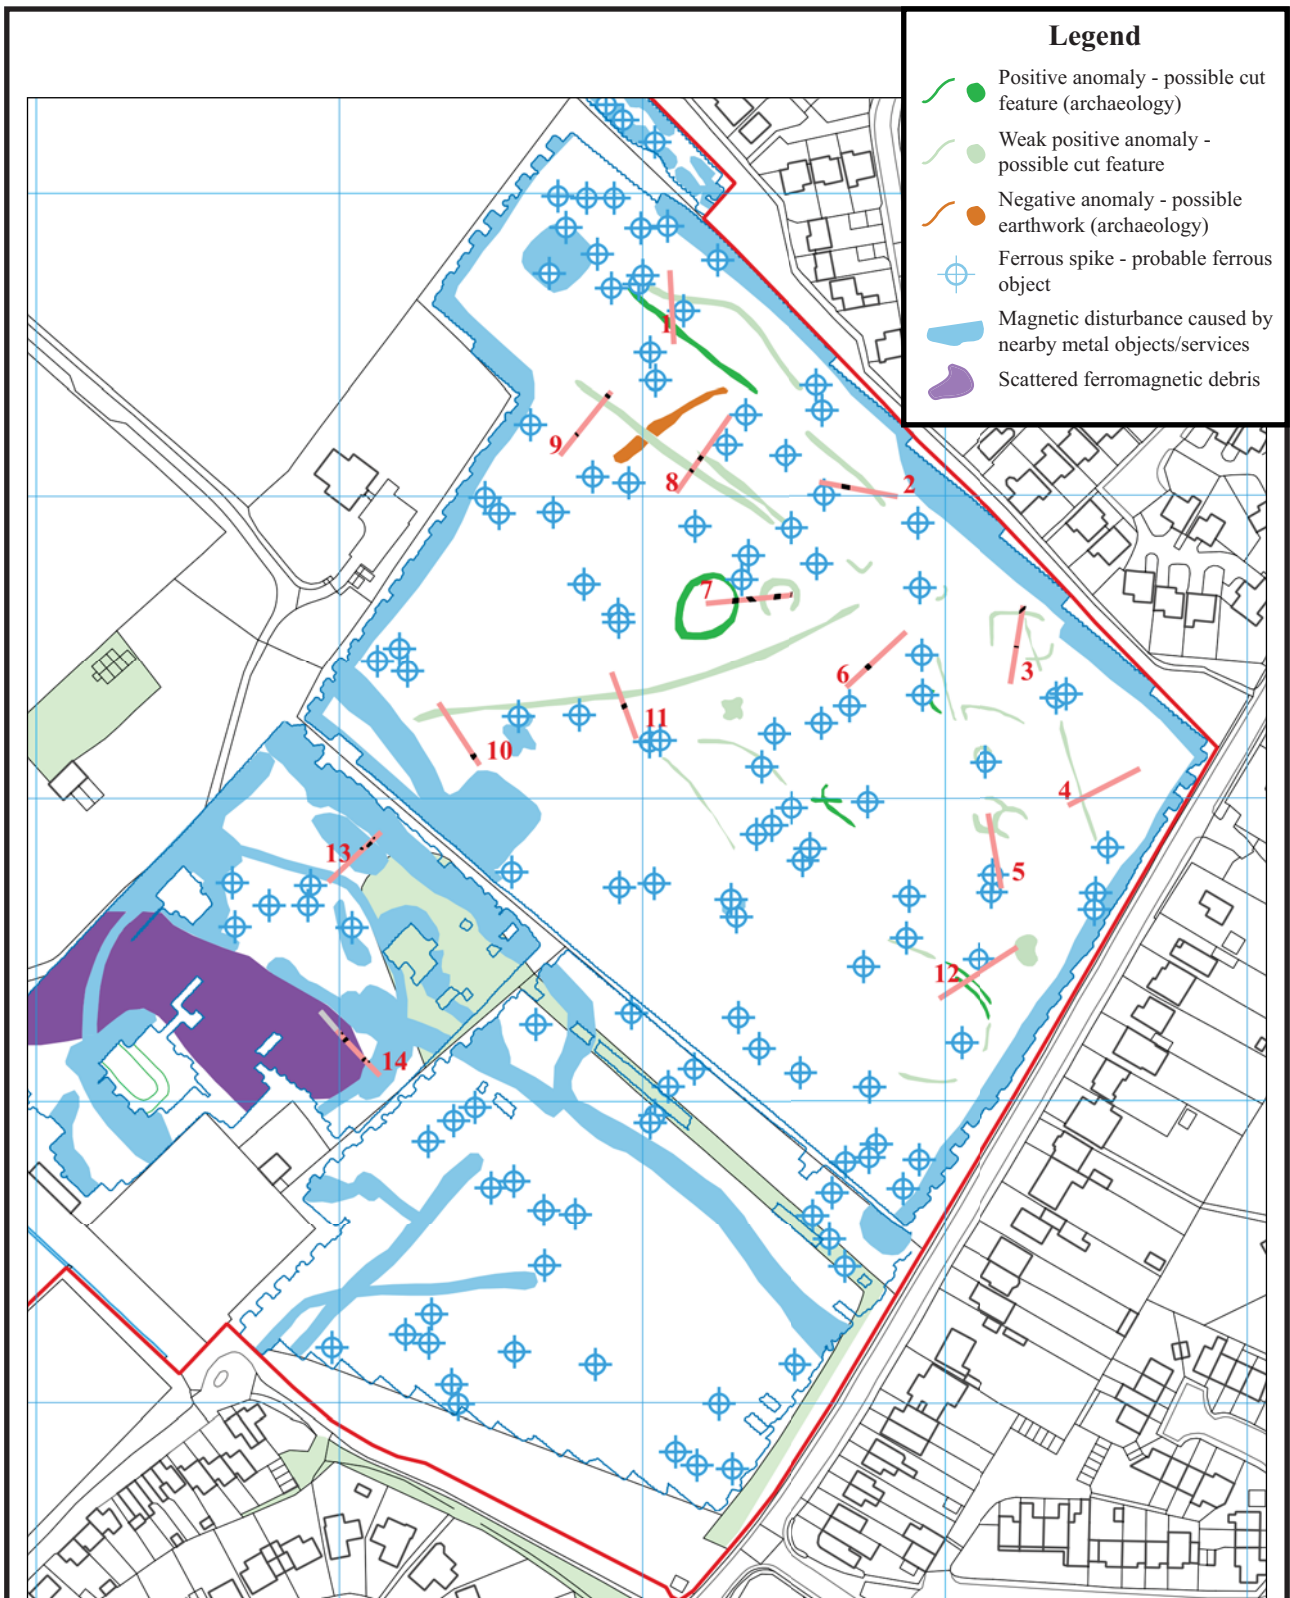 Legend
Positive anomaly - possible cut
feature (archaeology)
Weak positive anomaly -
possible cut feature
Negative anomaly - possible
earthwork (archaeology)
Ferrous spike - probable ferrous
object
Magnetic disturbance caused by
nearby metal objects/services
Scattered ferromagnetic debris
1
9
8
2
7
6
3
11
10
4
13
5
12
14